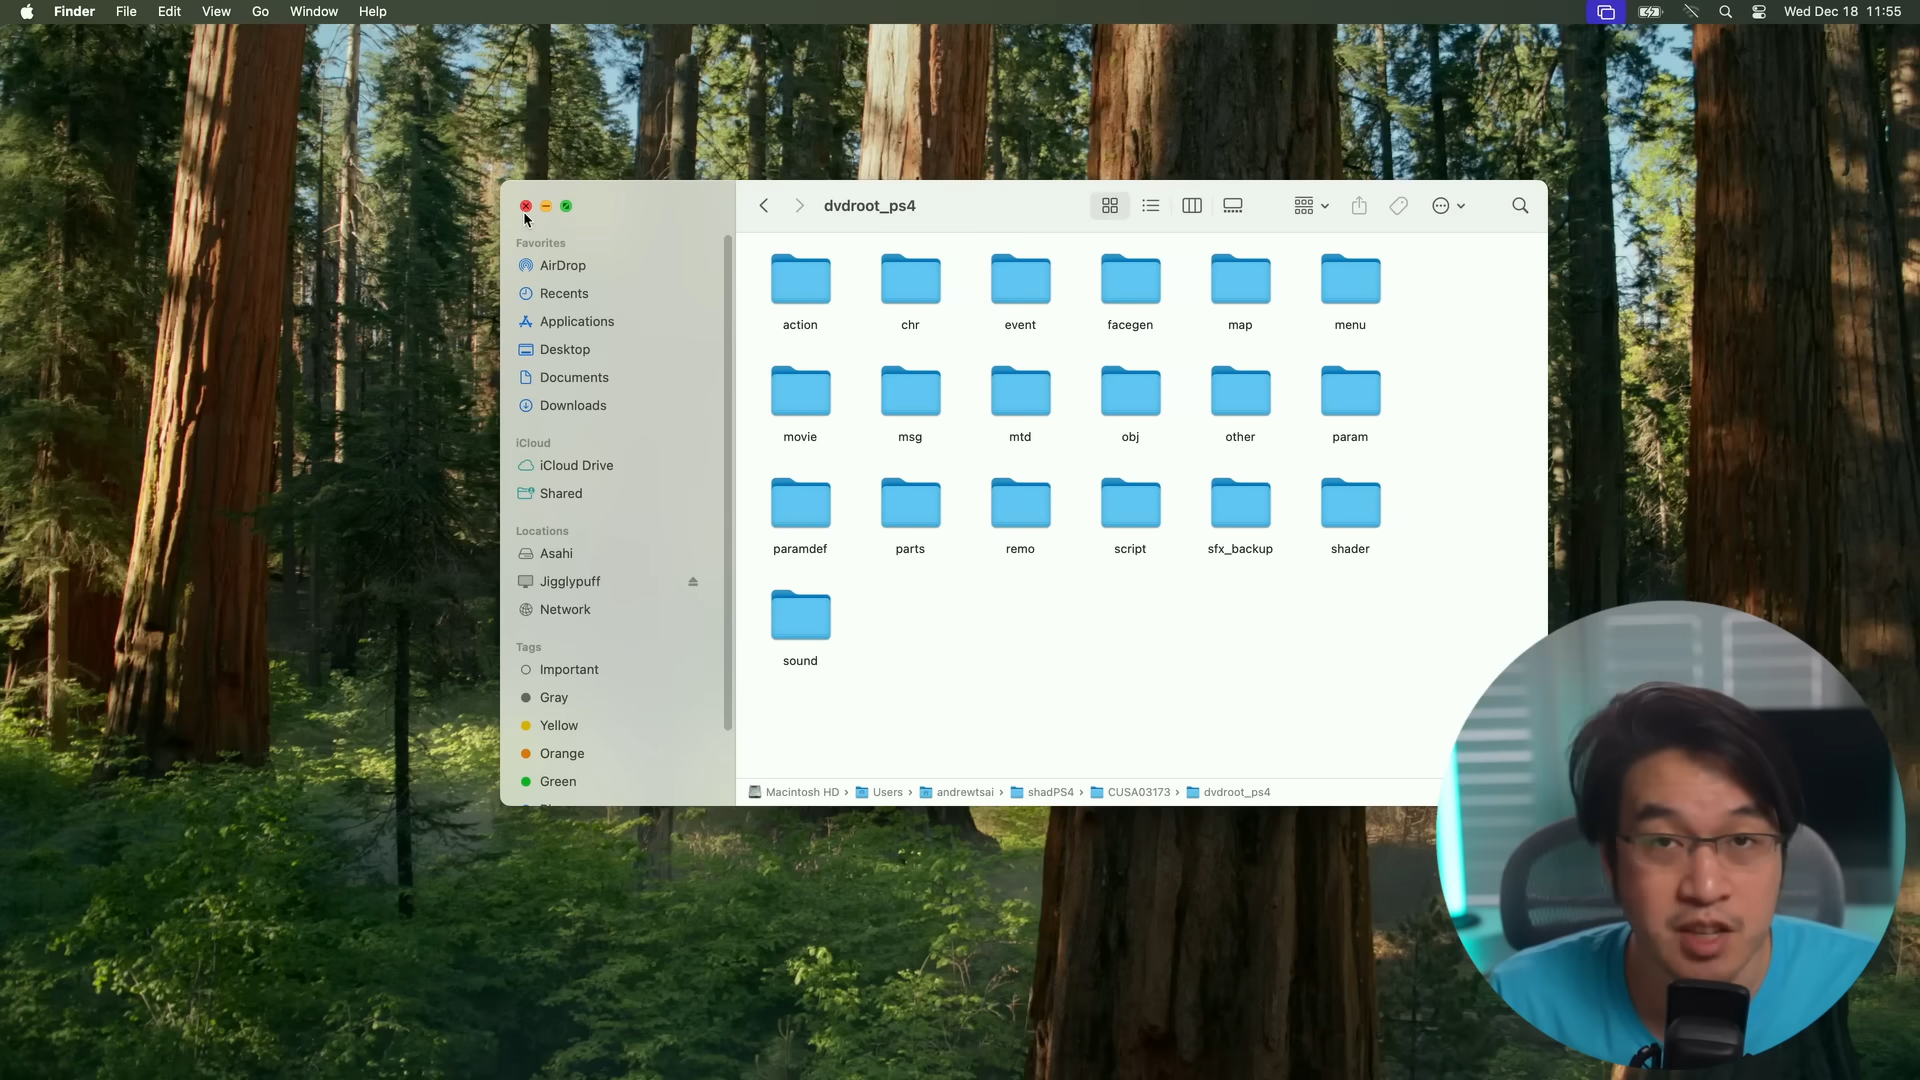 Finder File Edit View Go Window Help Wed Dec 18 11:55
dvdroot_ps4
Favorites
AirDrop
Recents
Applications
Desktop
Documents
Downloads
iCloud
iCloud Drive
Shared
Locations
Asahi
Jigglypuff
Network
Tags
Important
Gray
Yellow
Orange
Green
action chr event facegen map menu
movie msg mtd obj other param
paramdef parts remo script sfx_backup shader
sound
Macintosh HD › Users › andrewtsai › shadPS4 › CUSA03173 › dvdroot_ps4